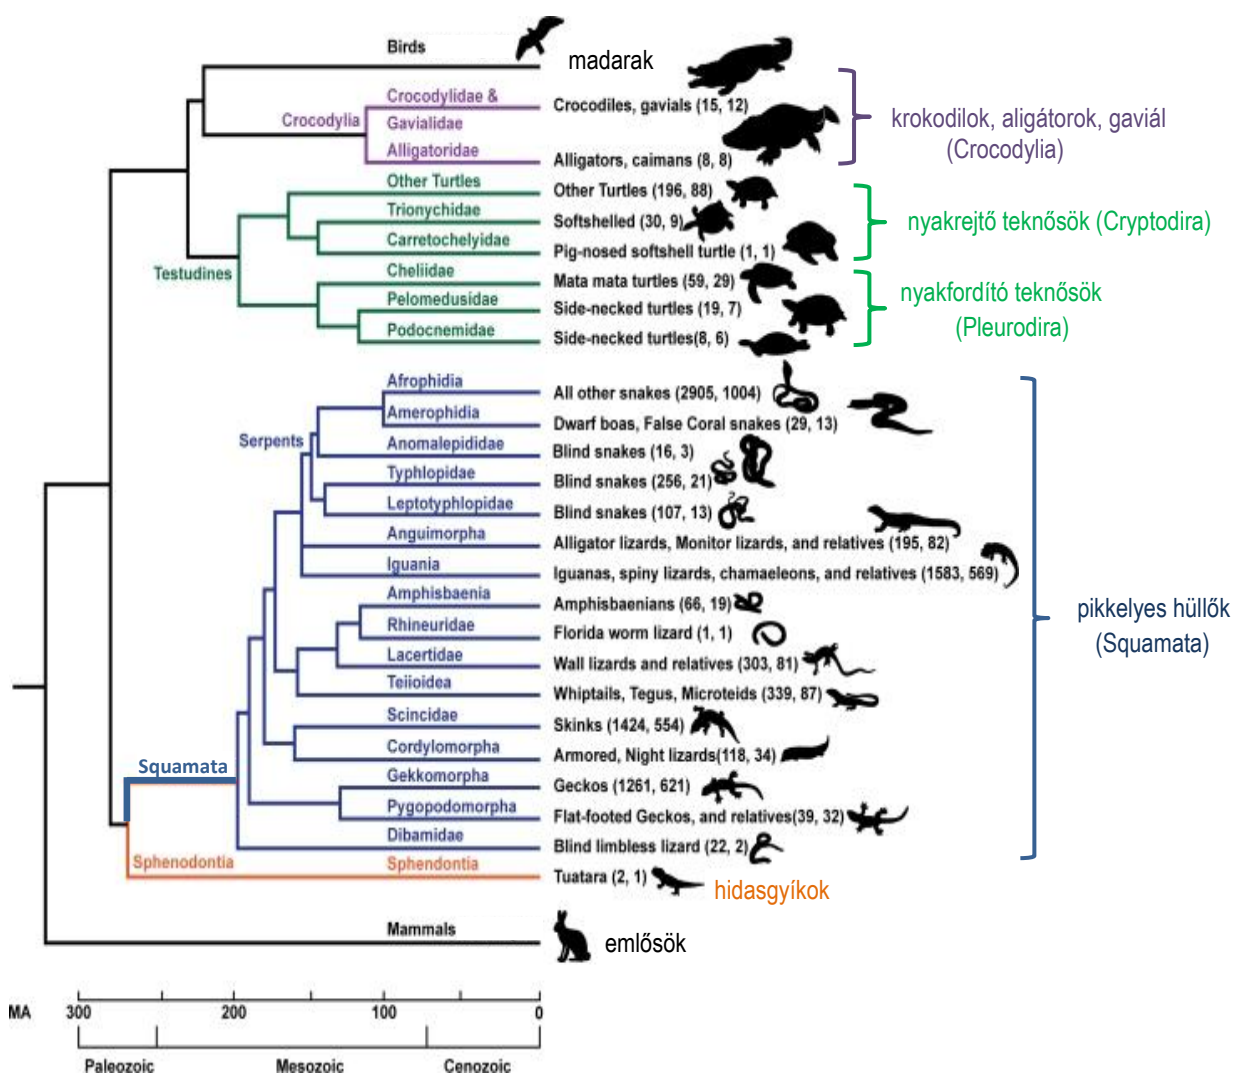 Birds
madarak
Crocodylia
Crocodylidae &
Gavialidae
Alligatoridae
Crocodiles, gavials (15, 12)
Alligators, caimans (8, 8)
krokodilok, aligátorok, gaviál
(Crocodylia)
Testudines
Other Turtles
Other Turtles (196, 88)
Trionychidae
Softshelled (30, 9)
Carretochelyidae
Pig-nosed softshell turtle (1, 1)
nyakrejtő teknősök (Cryptodira)
Cheliidae
Mata mata turtles (59, 29)
Pelomedusidae
Side-necked turtles (19, 7)
Podocnemidae
Side-necked turtles(8, 6)
nyakfordító teknősök
(Pleurodira)
Serpents
Afrophidia
All other snakes (2905, 1004)
Amerophidia
Dwarf boas, False Coral snakes (29, 13)
Anomalepididae
Blind snakes (16, 3)
Typhlopidae
Blind snakes (256, 21)
Leptotyphlopidae
Blind snakes (107, 13)
Anguimorpha
Alligator lizards, Monitor lizards, and relatives (195, 82)
Iguania
Iguanas, spiny lizards, chamaeleons, and relatives (1583, 569)
Amphisbaenia
Amphisbaenians (66, 19)
Rhineuridae
Florida worm lizard (1, 1)
Lacertidae
Wall lizards and relatives (303, 81)
Teiioidea
Whiptails, Tegus, Microteids (339, 87)
Scincidae
Skinks (1424, 554)
Cordylomorpha
Armored, Night lizards(118, 34)
Squamata
Gekkomorpha
Geckos (1261, 621)
Pygopodomorpha
Flat-footed Geckos, and relatives(39, 32)
Dibamidae
Blind limbless lizard (22, 2)
pikkelyes hüllők
(Squamata)
Sphenodontia
Sphendontia
Tuatara (2, 1)
hidasgyíkok
Mammals
emlősök
MA 300 200 100 0
Paleozoic Mesozoic Cenozoic